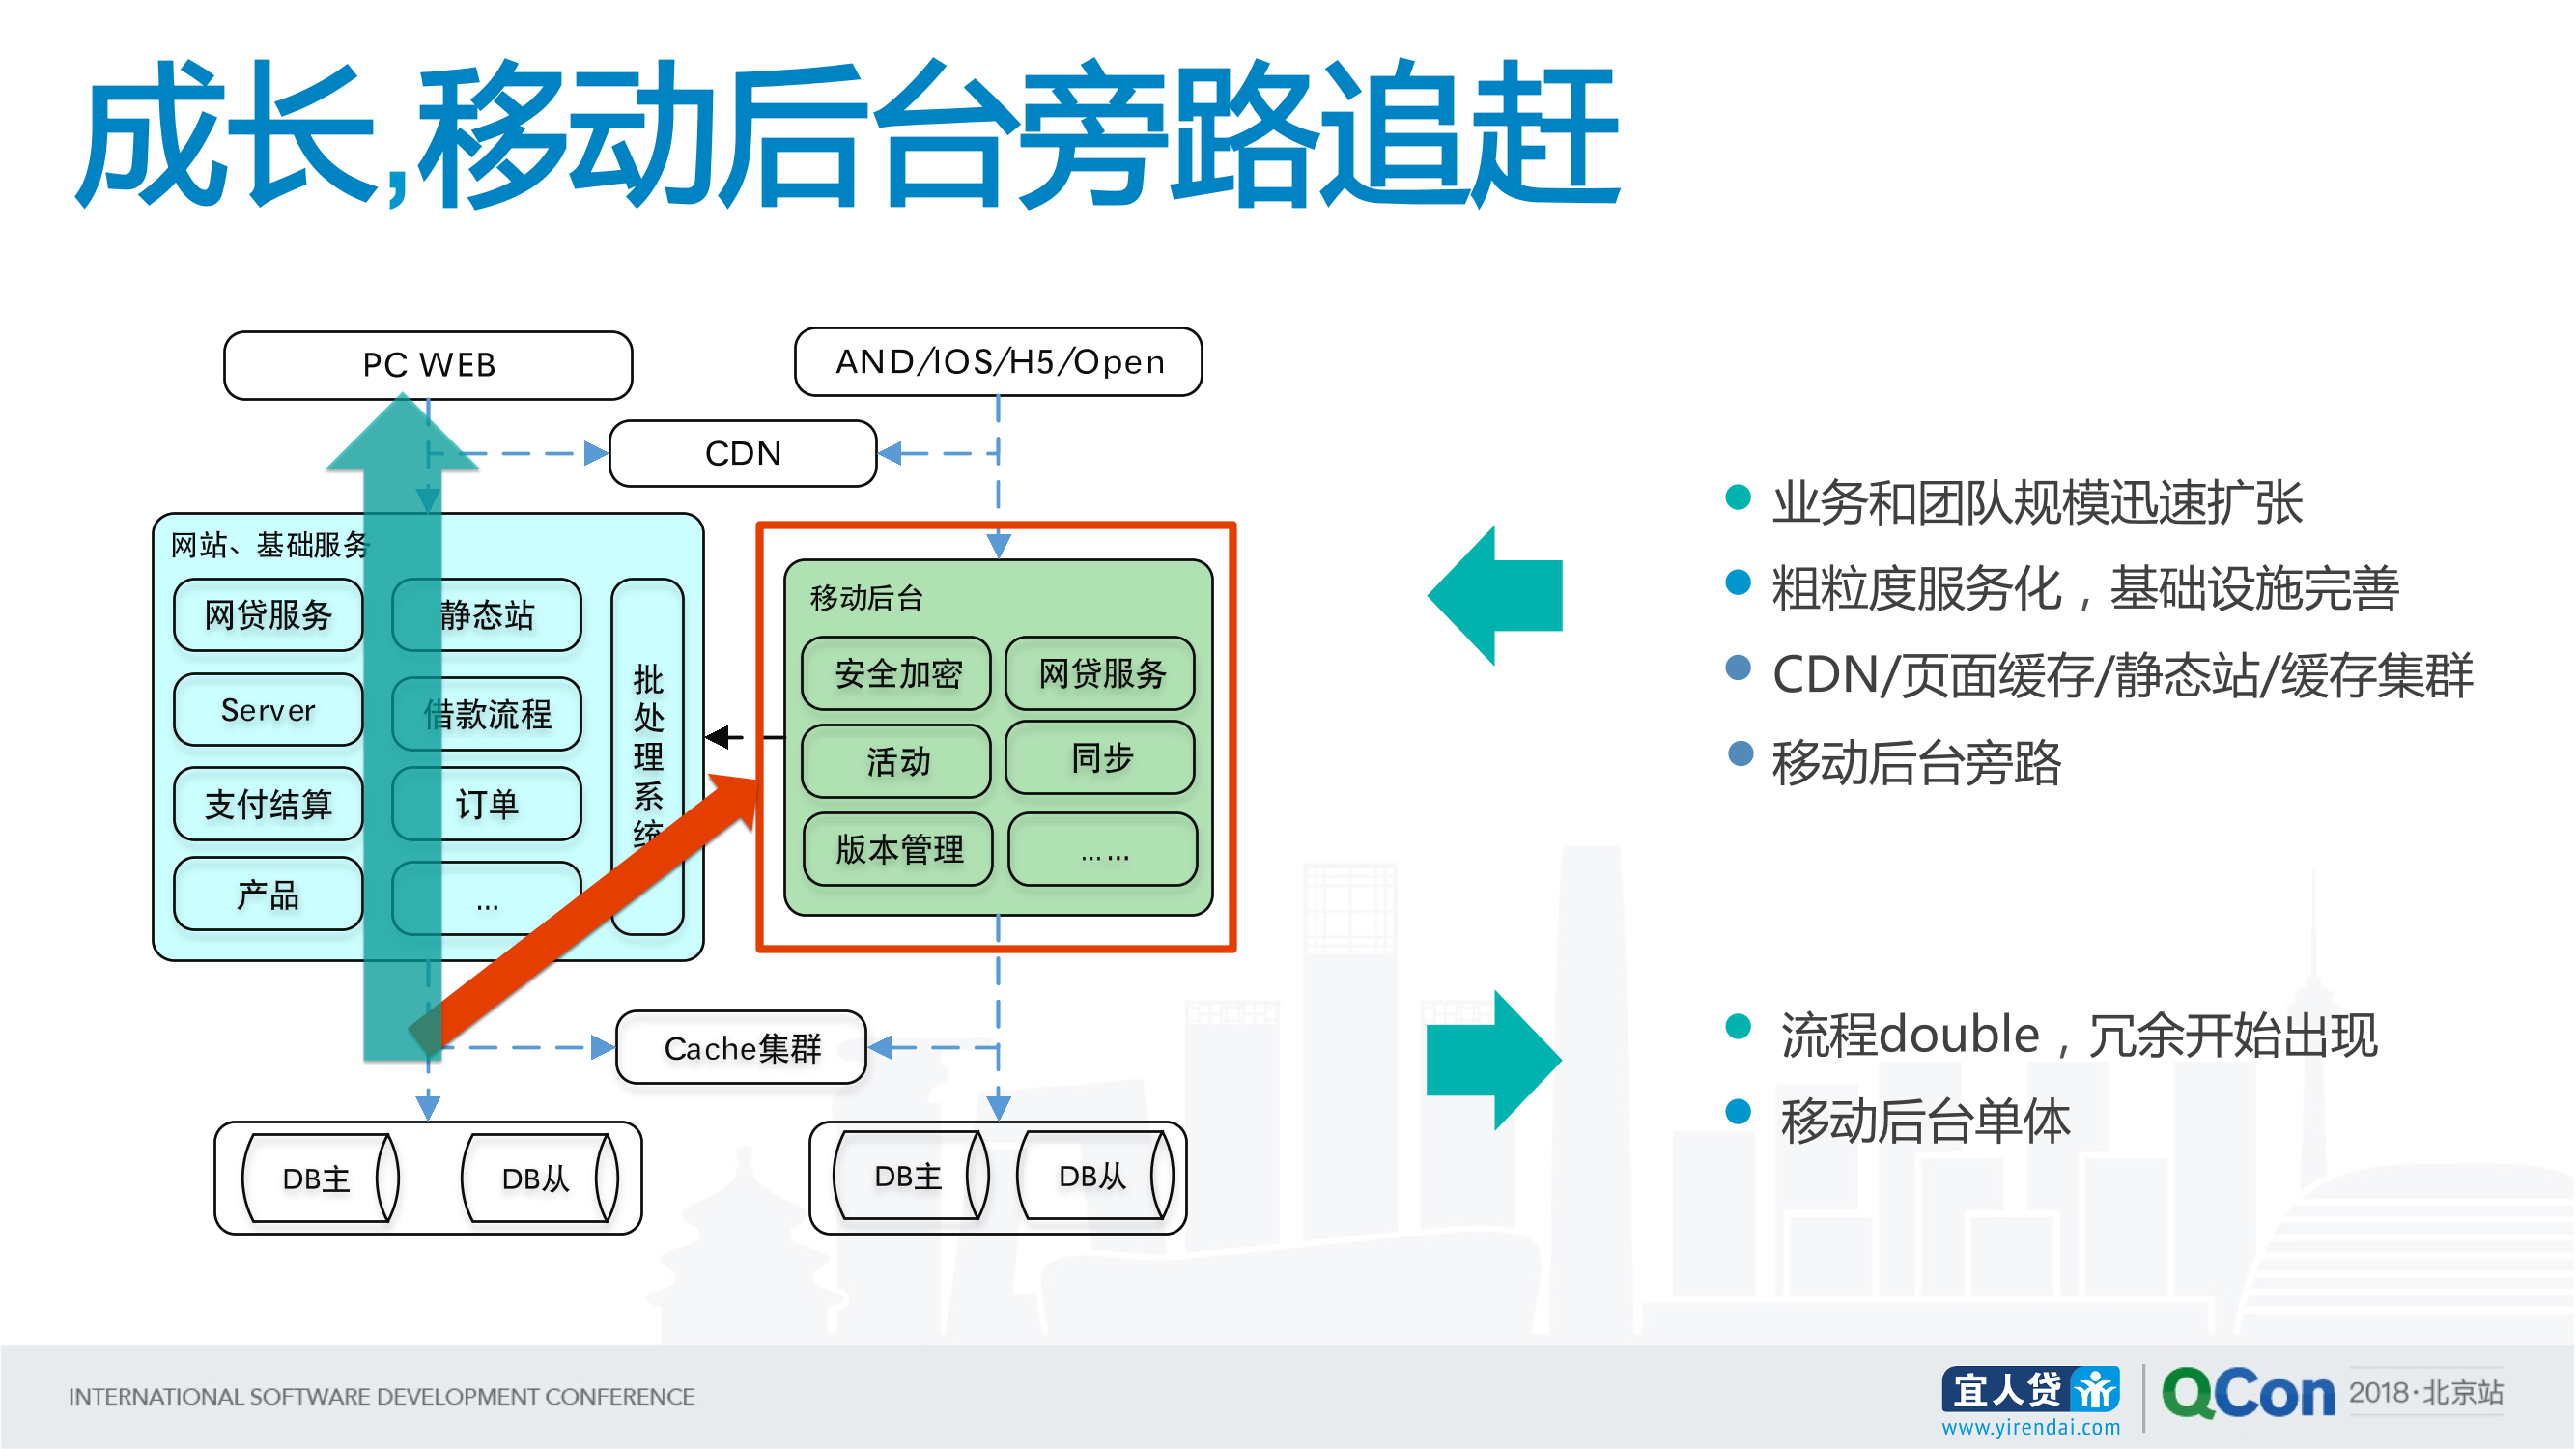 成长,移动后台旁路追赶
PC WEB
AND/IOS/H5/Open
CDN
网站、基础服务
网贷服务
静态站
Server
借款流程
支付结算
订单
产品
...
批处理系统
移动后台
安全加密
网贷服务
活动
同步
版本管理
... ...
Cache集群
DB主
DB从
DB主
DB从
业务和团队规模迅速扩张
粗粒度服务化，基础设施完善
CDN/页面缓存/静态站/缓存集群
移动后台旁路
流程double，冗余开始出现
移动后台单体
INTERNATIONAL SOFTWARE DEVELOPMENT CONFERENCE
宜人贷
www.yirendai.com
QCon 2018·北京站